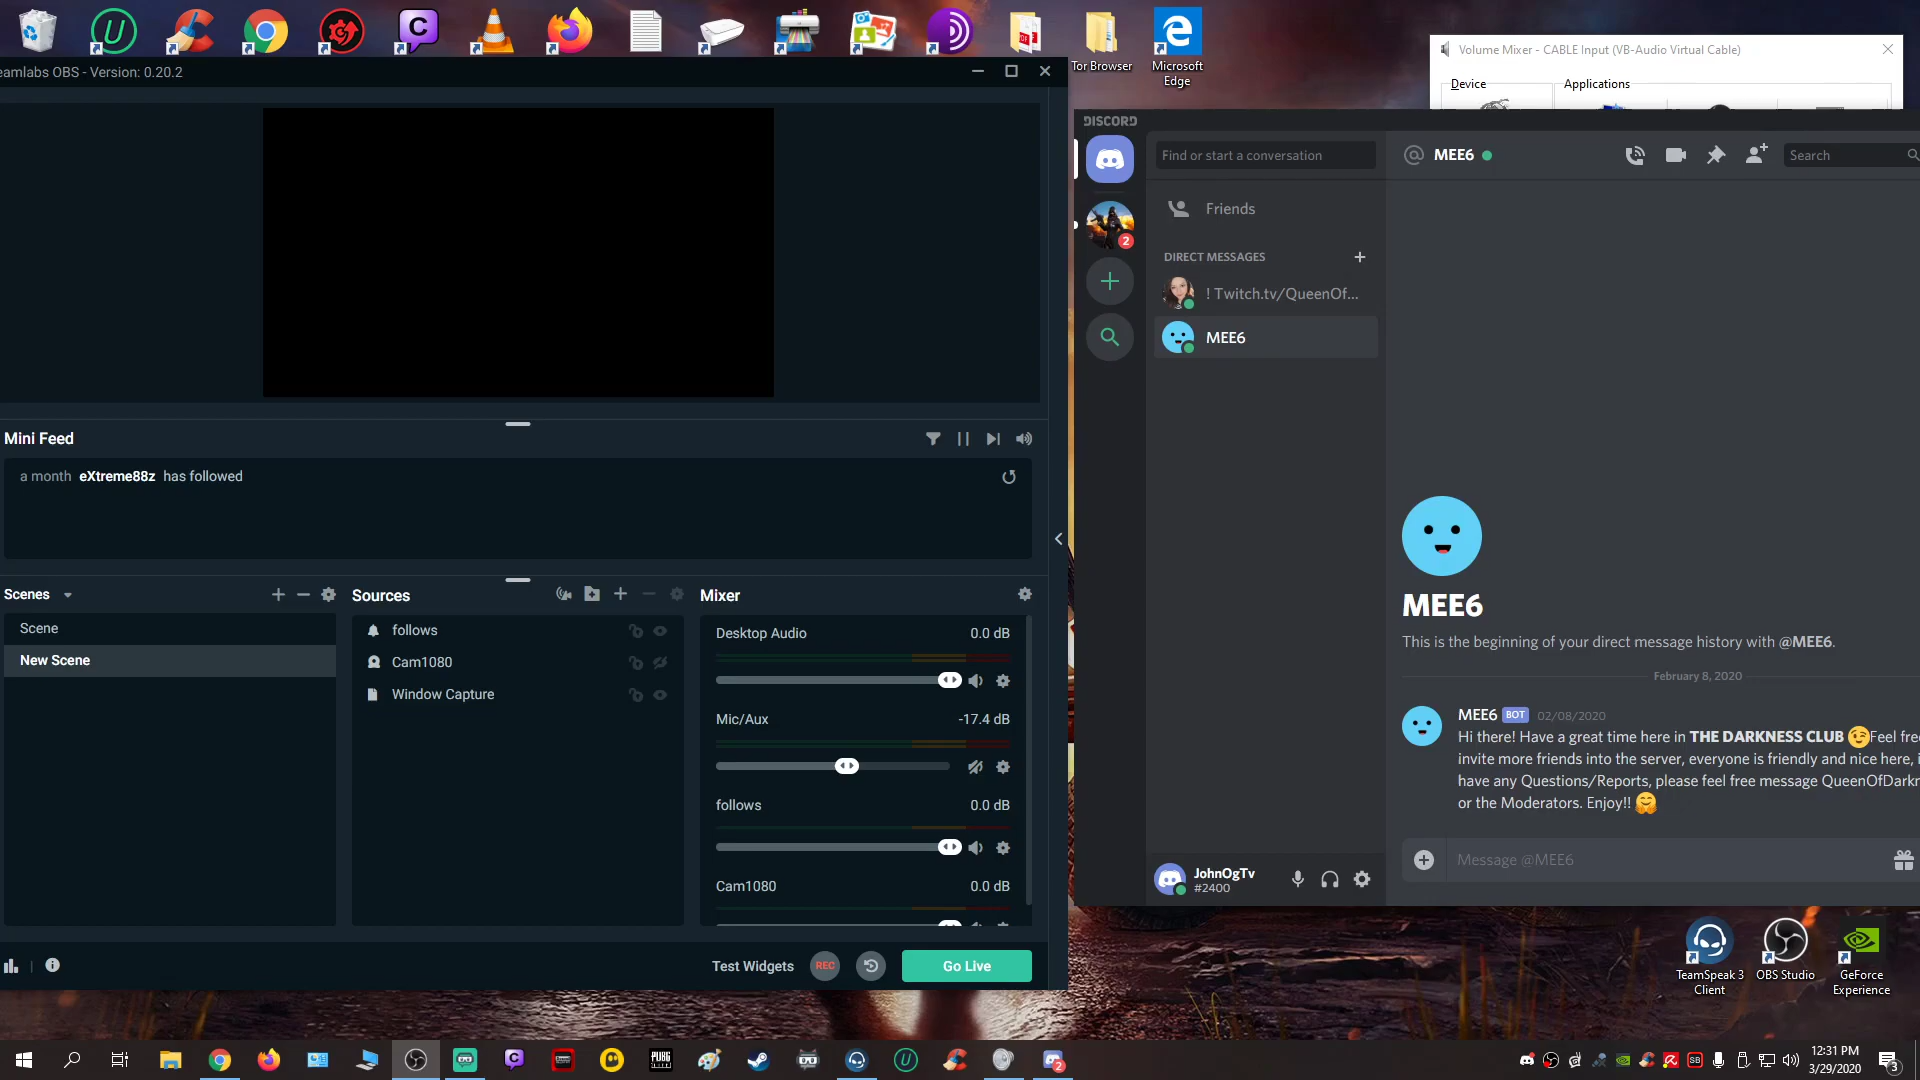 Tor Browser
Microsoft
Edge
Volume Mixer - CABLE Input (VB-Audio Virtual Cable)
Device
Applications
eamlabs OBS - Version: 0.20.2
DISCORD
Find or start a conversation
MEE6
Search
Friends
DIRECT MESSAGES
! Twitch.tv/QueenOf...
MEE6
2
Mini Feed
a month eXtreme88z has followed
Scenes
Scene
New Scene
Sources
follows
Cam1080
Window Capture
Mixer
Desktop Audio 0.0 dB
Mic/Aux -17.4 dB
follows 0.0 dB
Cam1080 0.0 dB
Test Widgets
REC
Go Live
MEE6
This is the beginning of your direct message history with @MEE6.
February 8, 2020
MEE6 BOT 02/08/2020
Hi there! Have a great time here in THE DARKNESS CLUB 😉Feel fre
invite more friends into the server, everyone is friendly and nice here, i
have any Questions/Reports, please feel free message QueenOfDarkn
or the Moderators. Enjoy!! 🤗
Message @MEE6
JohnOgTv
#2400
TeamSpeak 3
Client
OBS Studio
GeForce
Experience
2
12:31 PM
3/29/2020
3